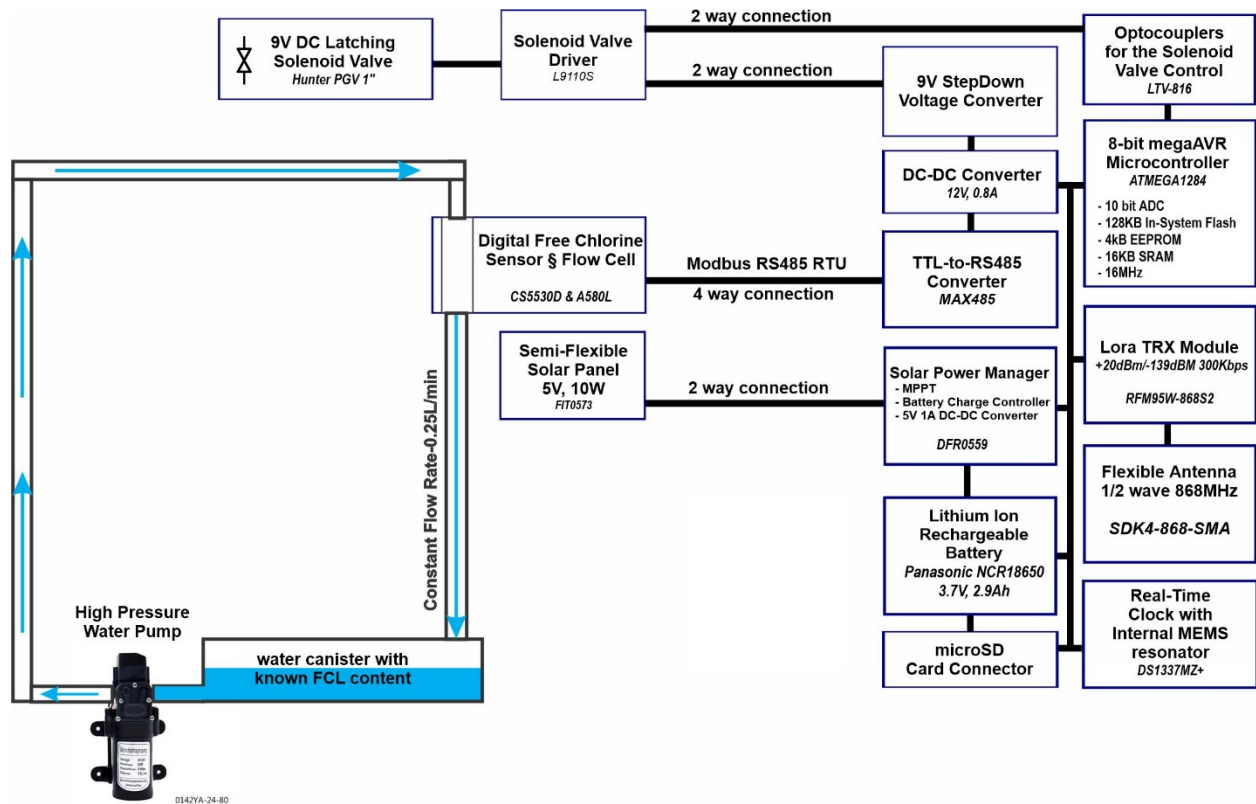 2 way connection
9V DC Latching
Solenoid Valve
Hunter PGV 1"
Solenoid Valve
Driver
L9110S
2 way connection
9V StepDown
Voltage Converter
Optocouplers
for the Solenoid
Valve Control
LTV-816
8-bit megaAVR
Microcontroller
ATMEGA1284
- 10 bit ADC
- 128KB In-System Flash
- 4kB EEPROM
- 16KB SRAM
- 16MHz
DC-DC Converter
12V, 0.8A
Digital Free Chlorine
Sensor § Flow Cell
CS5530D & A580L
Modbus RS485 RTU
4 way connection
TTL-to-RS485
Converter
MAX485
Semi-Flexible
Solar Panel
5V, 10W
FIT0573
2 way connection
Solar Power Manager
- MPPT
- Battery Charge Controller
- 5V 1A DC-DC Converter
DFR0559
Lora TRX Module
+20dBm/-139dBM 300Kbps
RFM95W-868S2
Flexible Antenna
1/2 wave 868MHz
SDK4-868-SMA
Lithium Ion
Rechargeable
Battery
Panasonic NCR18650
3.7V, 2.9Ah
Real-Time
Clock with
Internal MEMS
resonator
DS1337MZ+
microSD
Card Connector
Constant Flow Rate-0.25L/min
High Pressure
Water Pump
water canister with
known FCL content
0142YA-24-80